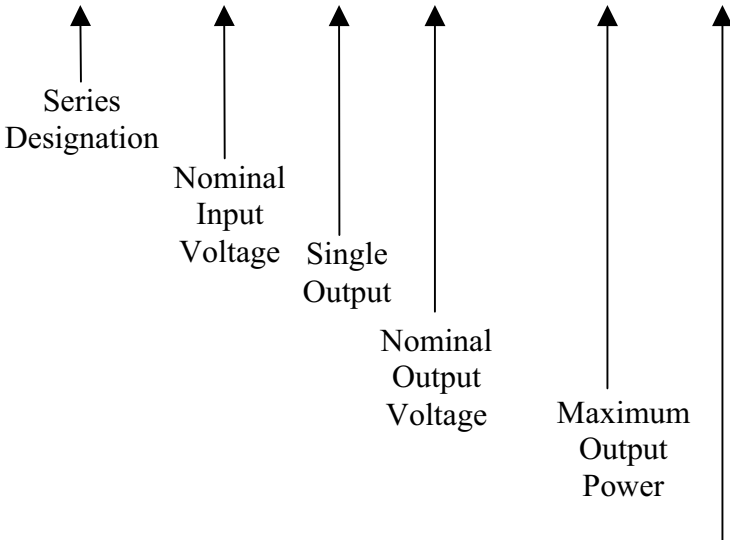 Series
Designation
Nominal
Input
Voltage
Single
Output
Nominal
Output
Voltage
Maximum
Output
Power